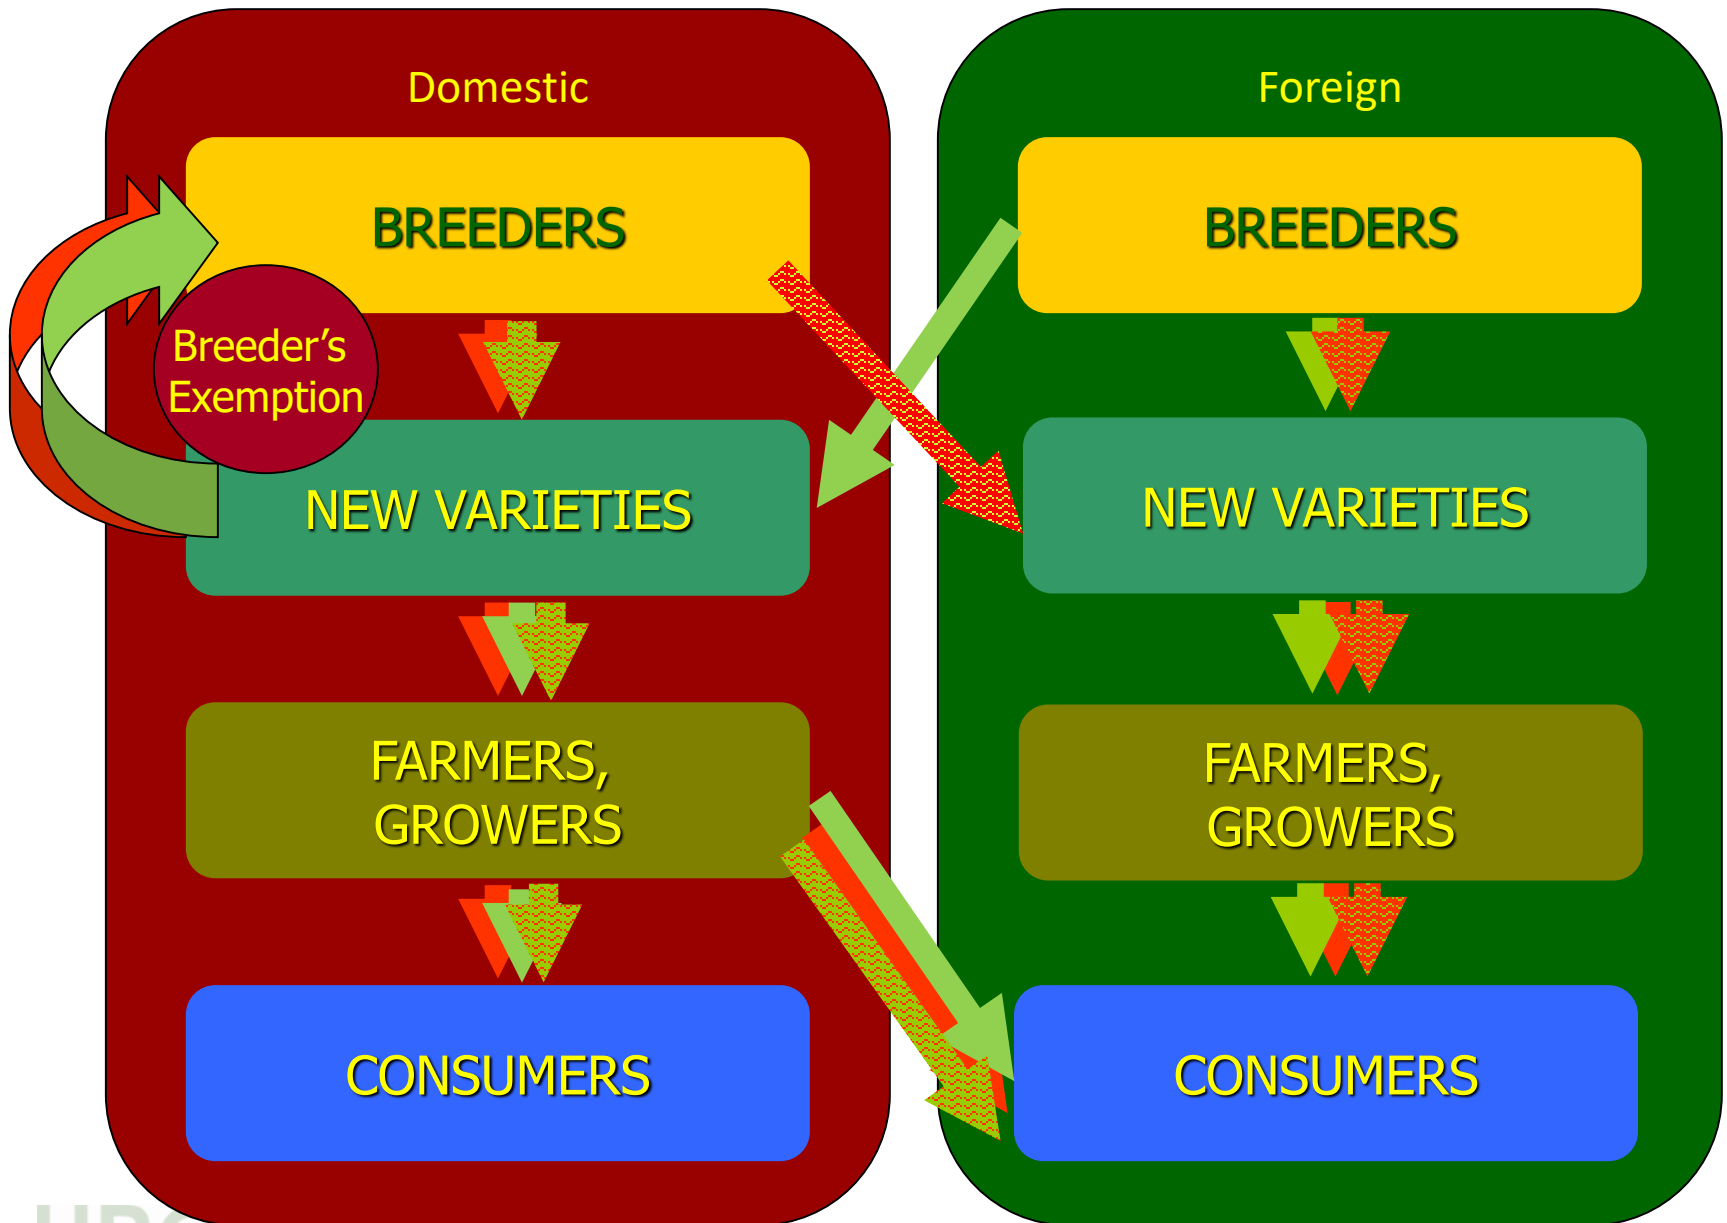 Domestic
BREEDERS
Breeder’s
Exemption
NEW VARIETIES
FARMERS,
GROWERS
CONSUMERS
Foreign
BREEDERS
NEW VARIETIES
FARMERS,
GROWERS
CONSUMERS